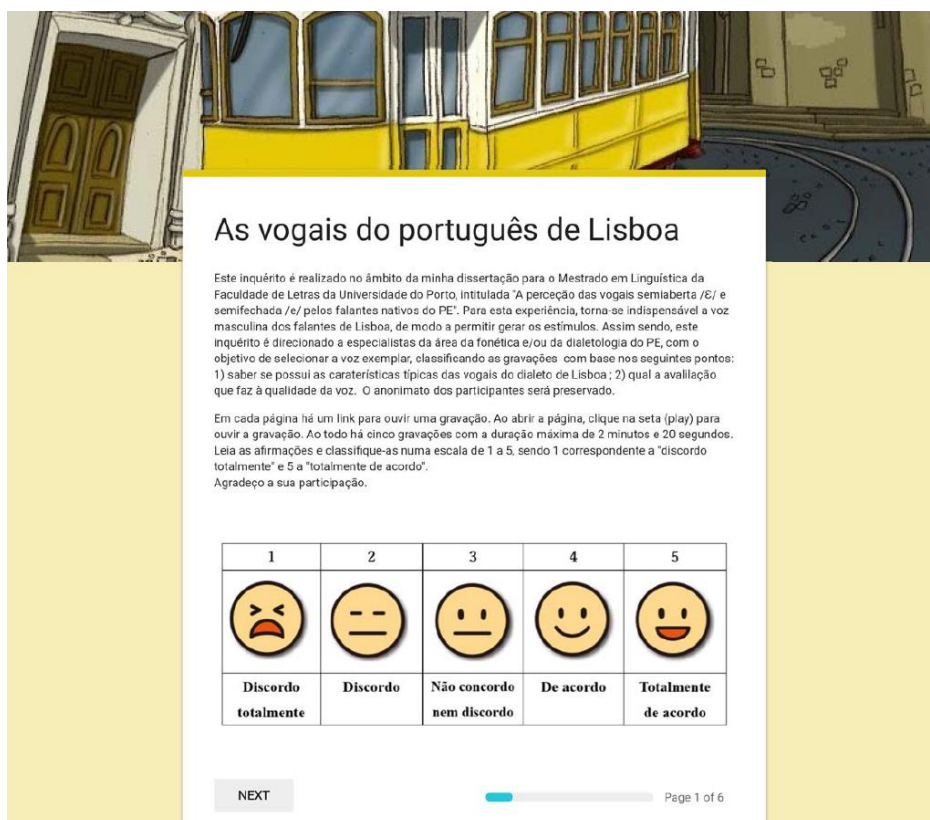 As vogais do português de Lisboa
Este inquérito é realizado no âmbito da minha dissertação para o Mestrado em Linguística da
Faculdade de Letras da Universidade do Porto, intitulada "A perceção das vogais semiaberta /Ɛ/ e
semifechada /e/ pelos falantes nativos do PE". Para esta experiência, torna-se indispensável a voz
masculina dos falantes de Lisboa, de modo a permitir gerar os estímulos. Assim sendo, este
inquérito é direcionado a especialistas da área da fonética e/ou da dialetologia do PE, com o
objetivo de selecionar a voz exemplar, classificando as gravações com base nos seguintes pontos:
1) saber se possui as caraterísticas típicas das vogais do dialeto de Lisboa ; 2) qual a avalilação
que faz à qualidade da voz. O anonimato dos participantes será preservado.
Em cada página há um link para ouvir uma gravação. Ao abrir a página, clique na seta (play) para
ouvir a gravação. Ao todo há cinco gravações com a duração máxima de 2 minutos e 20 segundos.
Leia as afirmações e classifique-as numa escala de 1 a 5, sendo 1 correspondente a "discordo
totalmente" e 5 a "totalmente de acordo".
Agradeço a sua participação.
1 2 3 4 5
Discordo totalmente Discordo Não concordo nem discordo De acordo Totalmente de acordo
NEXT Page 1 of 6